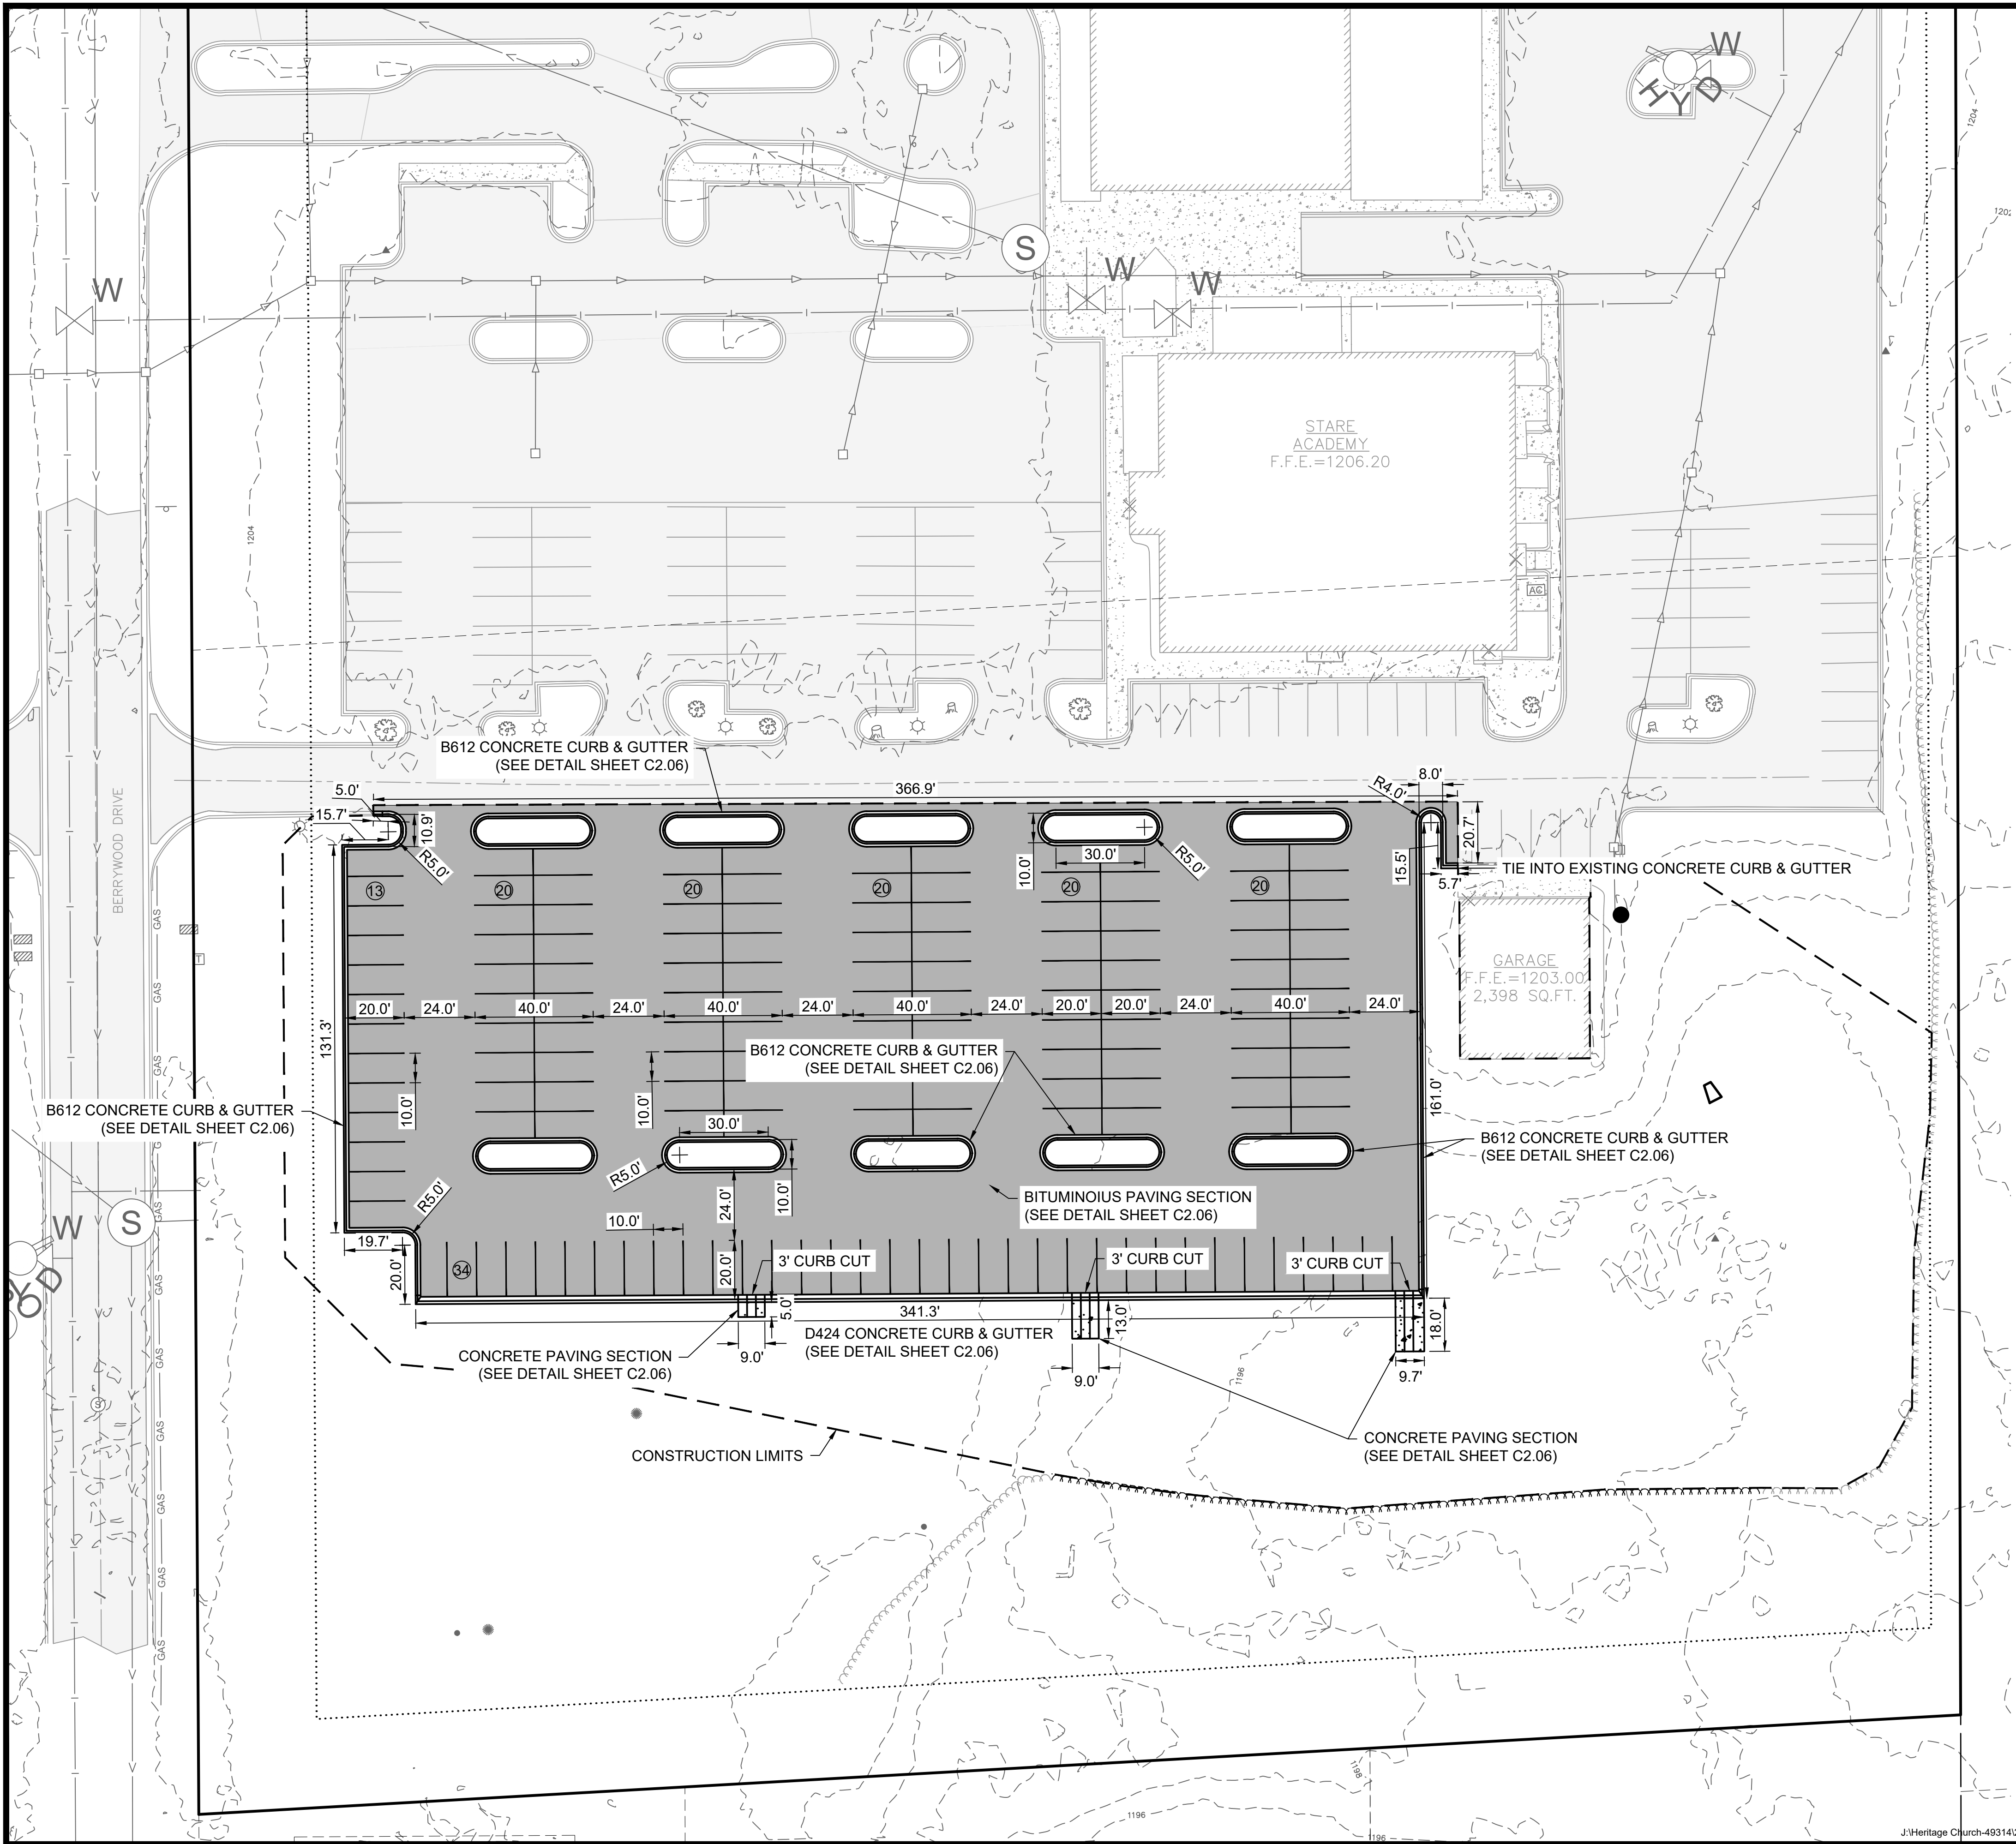 W
HYD
1204
1202
S
W
W
W
STARE
ACADEMY
F.F.E.=1206.20
1204
AC
B612 CONCRETE CURB & GUTTER
(SEE DETAIL SHEET C2.06)
BERRYWOOD DRIVE
5.0'
366.9'
8.0'
R4.0'
15.7'
10.9'
R5.0'
10.0'
30.0'
R5.0'
15.5'
20.7'
5.7'
TIE INTO EXISTING CONCRETE CURB & GUTTER
13
20
20
20
20
20
GAS
T
GARAGE
F.F.E.=1203.00
2,398 SQ.FT.
GAS
GAS
20.0'
24.0'
40.0'
24.0'
40.0'
24.0'
40.0'
24.0'
20.0'
20.0'
24.0'
40.0'
24.0'
131.3'
GAS
B612 CONCRETE CURB & GUTTER
(SEE DETAIL SHEET C2.06)
10.0'
10.0'
161.0'
B612 CONCRETE CURB & GUTTER
(SEE DETAIL SHEET C2.06)
30.0'
B612 CONCRETE CURB & GUTTER
(SEE DETAIL SHEET C2.06)
R5.0'
10.0'
R5.0'
24.0'
BITUMINOIUS PAVING SECTION
(SEE DETAIL SHEET C2.06)
W
S
GAS
10.0'
19.7'
20.0'
34
20.0'
3' CURB CUT
3' CURB CUT
3' CURB CUT
GAS
5.0'
341.3'
13.0'
18.0'
D424 CONCRETE CURB & GUTTER
(SEE DETAIL SHEET C2.06)
CONCRETE PAVING SECTION
(SEE DETAIL SHEET C2.06)
9.0'
9.0'
9.7'
GAS
1196
S
GAS
CONSTRUCTION LIMITS
CONCRETE PAVING SECTION
(SEE DETAIL SHEET C2.06)
GAS
GAS
GAS
1198
1196
1196
J:\Heritage Church-49314\